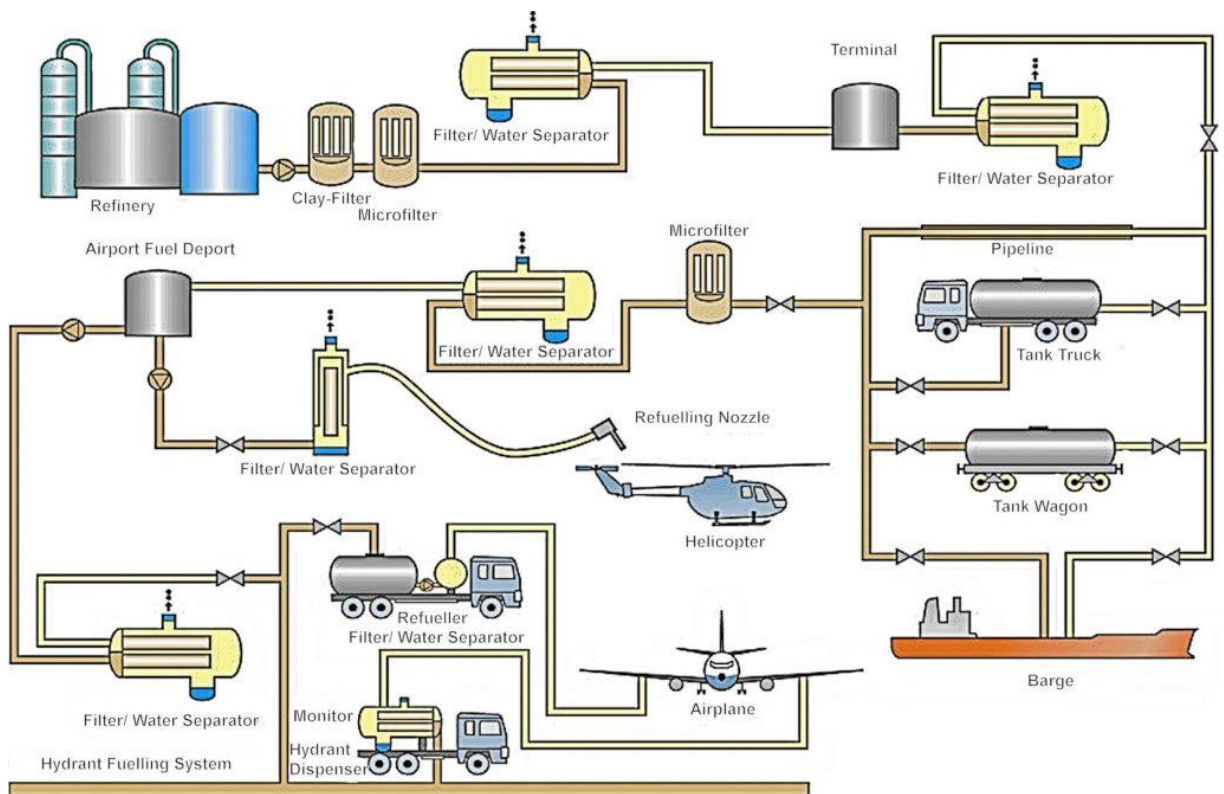 Terminal
Filter/ Water Separator
Filter/ Water Separator
Clay-Filter
Refinery
Microfilter
Airport Fuel Deport
Microfilter
Pipeline
Filter/ Water Separator
Tank Truck
Refuelling Nozzle
Filter/ Water Separator
Tank Wagon
Helicopter
Refueller
Filter/ Water Separator
Barge
Airplane
Filter/ Water Separator
Monitor
Hydrant
Dispenser
Hydrant Fuelling System